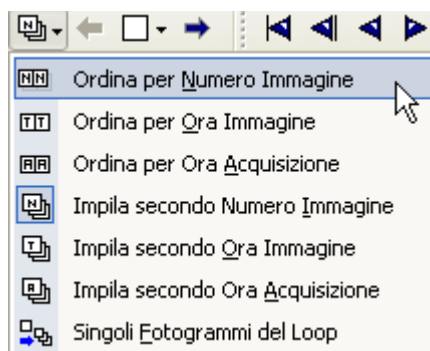 Ordina per Numero Immagine
Ordina per Ora Immagine
Ordina per Ora Acquisizione
Impila secondo Numero Immagine
Impila secondo Ora Immagine
Impila secondo Ora Acquisizione
Singoli Fotogrammi del Loop